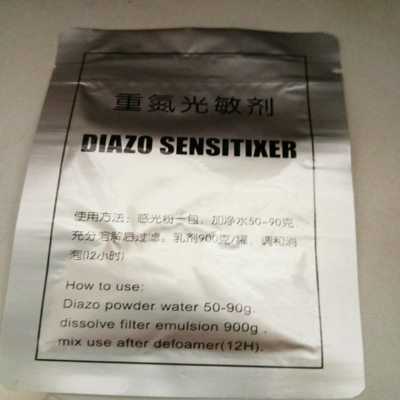 重氮光敏剂
DIAZO SENSITIXER
使用方法：感光粉一包，加净水50-90克
充分溶解后过滤。乳剂900克/罐，调和消
泡(12小时)
How to use:
Diazo powder water 50-90g.
dissolve filter emulsion 900g .
mix use after defoamer(12H).